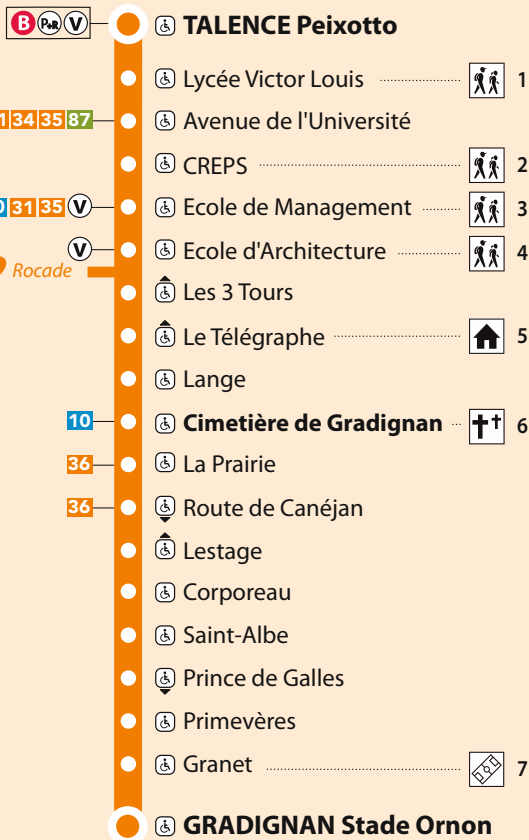 B P+R V TALENCE Peixotto
Lycée Victor Louis 1
34 35 87 Avenue de l'Université
CREPS 2
31 35 V Ecole de Management 3
V Ecole d'Architecture 4
Rocade
Les 3 Tours
Le Télégraphe 5
Lange
10 Cimetière de Gradignan 6
36 La Prairie
36 Route de Canéjan
Lestage
Corporeau
Saint-Albe
Prince de Galles
Primevères
Granet 7
GRADIGNAN Stade Ornon